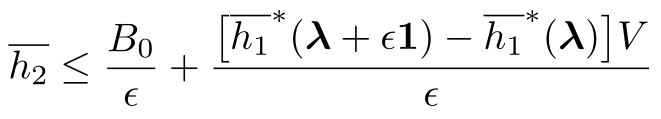 $\overline{h_2} \leq \frac{B_0}{\epsilon} + \frac{\left[\overline{h_1}^*(\boldsymbol{\lambda} + \epsilon \mathbf{1}) - \overline{h_1}^*(\boldsymbol{\lambda})\right]V}{\epsilon}$